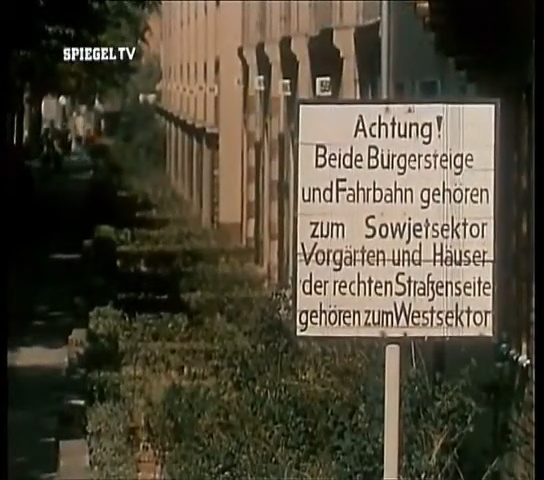 SPIEGEL TV
Achtung!
Beide Bürgersteige
und Fahrbahn gehören
zum Sowjetsektor
Vorgärten und Häuser
der rechten Straßenseite
gehören zum Westsektor